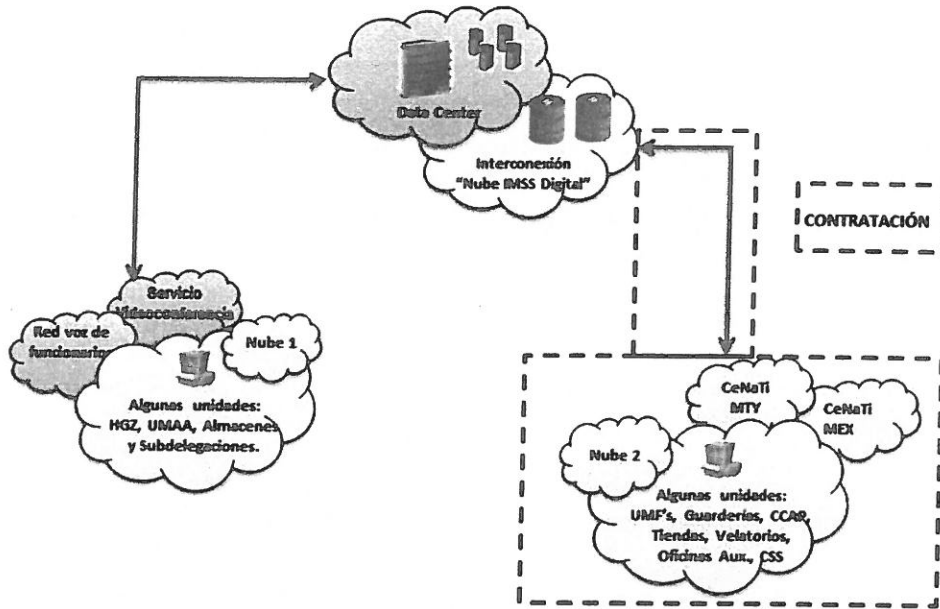 Data Center
Interconexión
"Nube IMSS Digital"
CONTRATACIÓN
Servicio
Videoconferencia
Red voz de
funcionarios
Nube 1
Algunas unidades:
HGZ, UMAA, Almacenes
y Subdelegaciones.
CeNaTi
MTY
CeNaTi
MEX
Nube 2
Algunas unidades:
UMF's, Guarderías, CCAP,
Tiendas, Velatorios,
Oficinas Aux., CSS